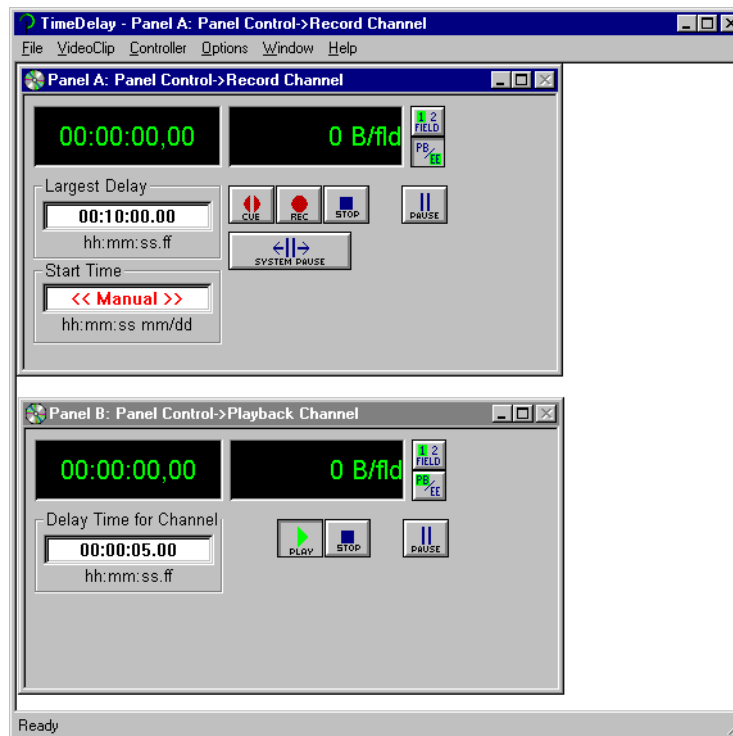 TimeDelay - Panel A: Panel Control->Record Channel
File VideoClip Controller Options Window Help
Panel A: Panel Control->Record Channel
00:00:00,00 0 B/fld
1 2 FIELD
PB/EE
Largest Delay
00:10:00.00
hh:mm:ss.ff
CUE REC STOP PAUSE
SYSTEM PAUSE
Start Time
<< Manual >>
hh:mm:ss mm/dd
Panel B: Panel Control->Playback Channel
00:00:00,00 0 B/fld
1 2 FIELD
PB/EE
Delay Time for Channel
00:00:05.00
hh:mm:ss.ff
PLAY STOP PAUSE
Ready